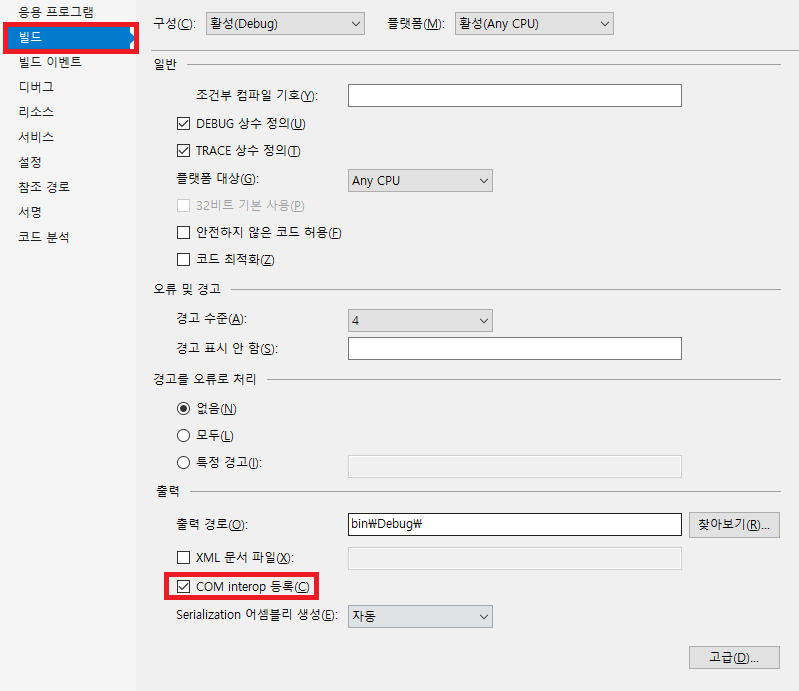 응용 프로그램
빌드
빌드 이벤트
디버그
리소스
서비스
설정
참조 경로
서명
코드 분석
구성(C): 활성(Debug) 플랫폼(M): 활성(Any CPU)
일반
조건부 컴파일 기호(Y):
DEBUG 상수 정의(U)
TRACE 상수 정의(T)
플랫폼 대상(G): Any CPU
32비트 기본 사용(P)
안전하지 않은 코드 허용(F)
코드 최적화(Z)
오류 및 경고
경고 수준(A): 4
경고 표시 안 함(S):
경고를 오류로 처리
없음(N)
모두(L)
특정 경고(I):
출력
출력 경로(O): bin₩Debug₩ 찾아보기(R)...
XML 문서 파일(X):
COM interop 등록(C)
Serialization 어셈블리 생성(E): 자동
고급(D)...